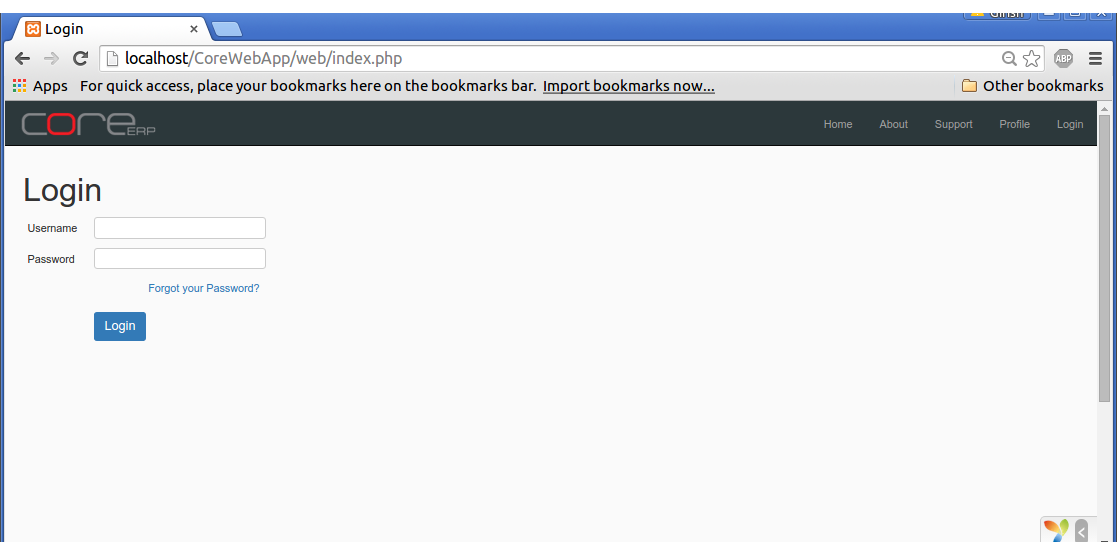 Girish
Login
localhost/CoreWebApp/web/index.php
ABP
Apps For quick access, place your bookmarks here on the bookmarks bar. Import bookmarks now... Other bookmarks
core ERP Home About Support Profile Login
Login
Username
Password
Forgot your Password?
Login